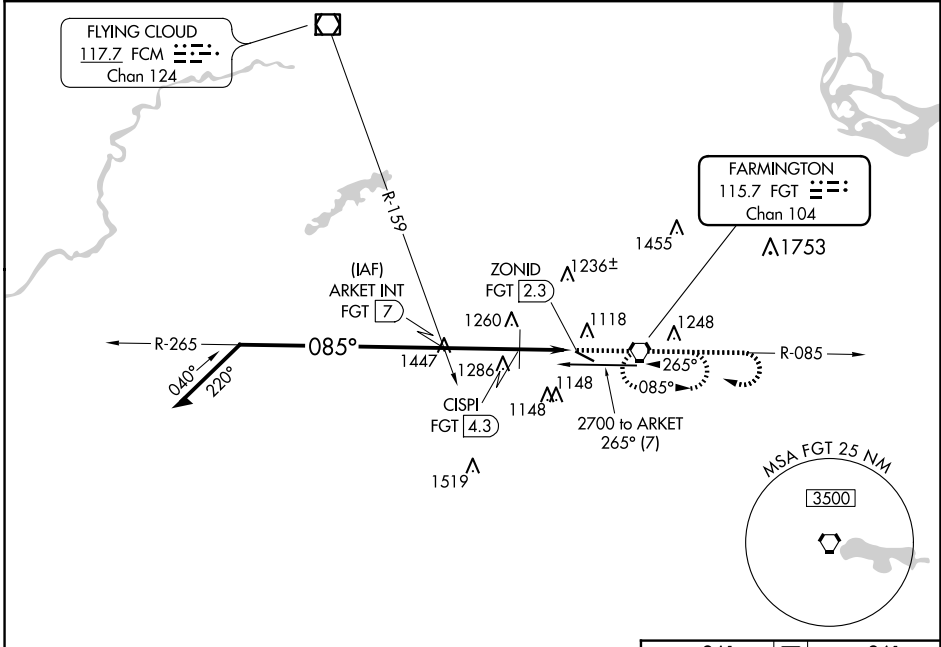 FLYING CLOUD
117.7 FCM
Chan 124
R-159
FARMINGTON
115.7 FGT
Chan 104
1455
1753
(IAF)
ARKET INT
FGT 7
ZONID
FGT 2.3
1236±
1260
1118
1248
R-265
085°
1447
1286
R-085
265°
040°
220°
085°
CISPI
FGT 4.3
1148
1148
2700 to ARKET
265° (7)
1519
MSA FGT 25 NM
3500